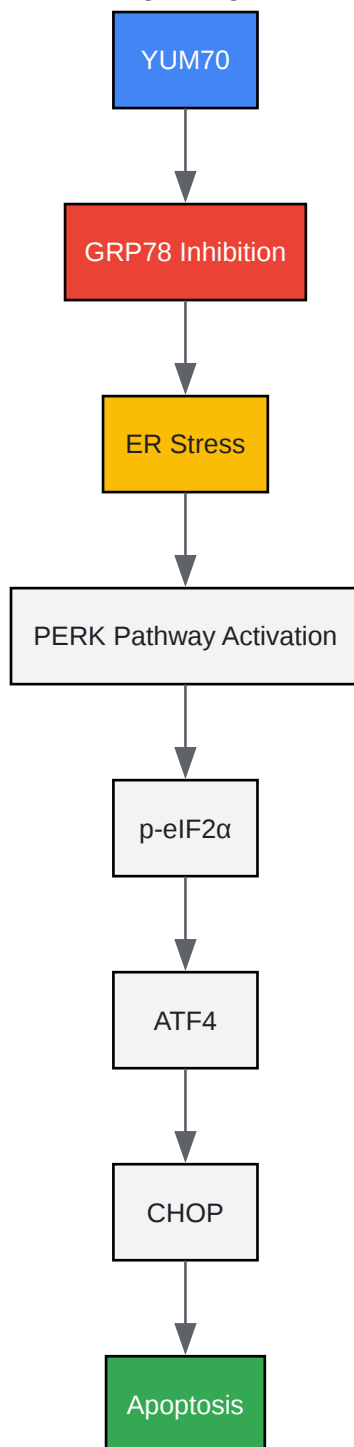 YUM70
GRP78 Inhibition
ER Stress
PERK Pathway Activation
p-eIF2α
ATF4
CHOP
Apoptosis